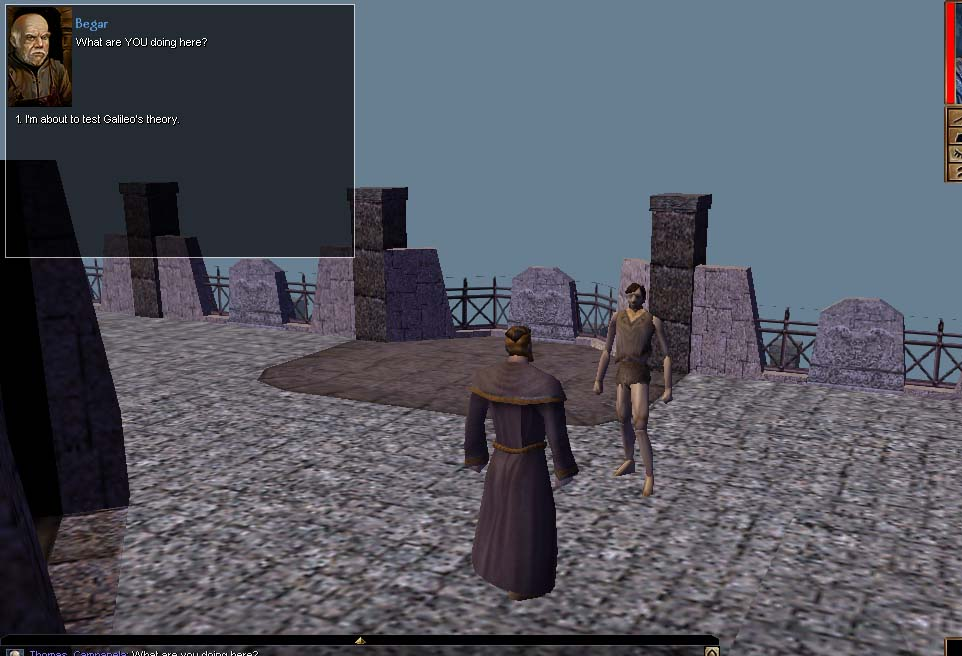 Begar
What are YOU doing here?
1. I'm about to test Galileo's theory.
Thomas_Campanela: What are you doing here?